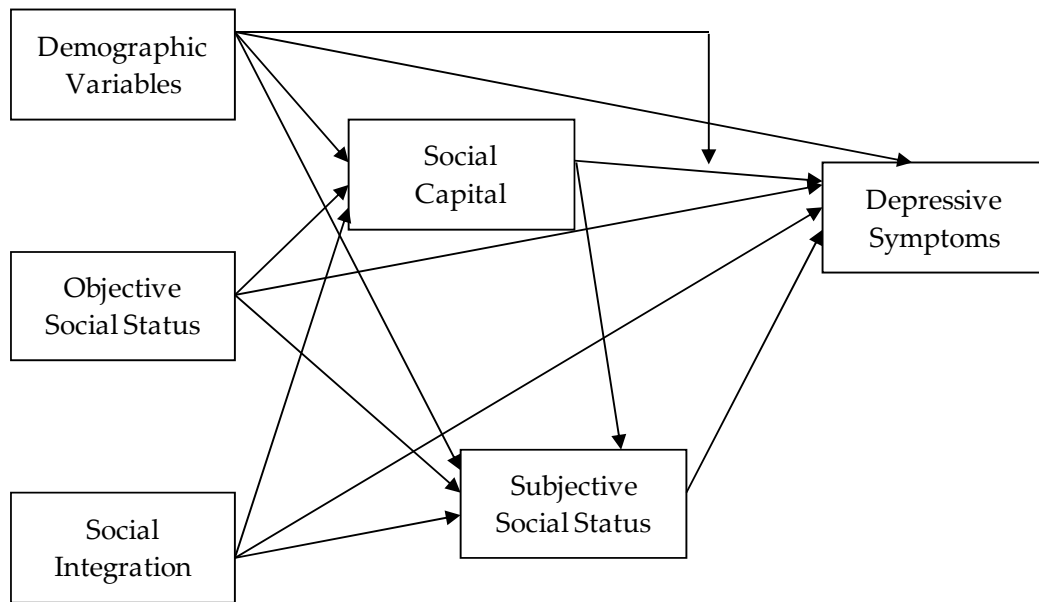 Demographic
Variables
Social
Capital
Depressive
Symptoms
Objective
Social Status
Subjective
Social Status
Social
Integration